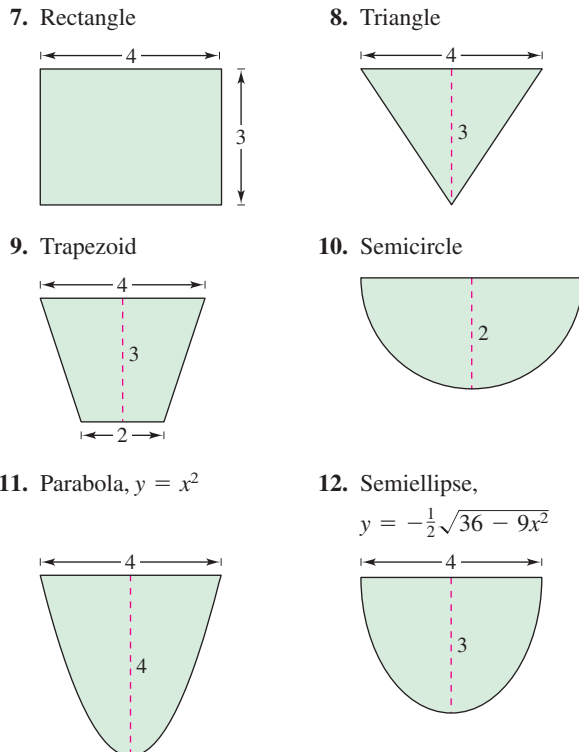 7. Rectangle
4
3
8. Triangle
4
3
9. Trapezoid
4
3
2
10. Semicircle
2
11. Parabola, y = x²
4
4
12. Semiellipse,
y = −½√36 − 9x²
4
3